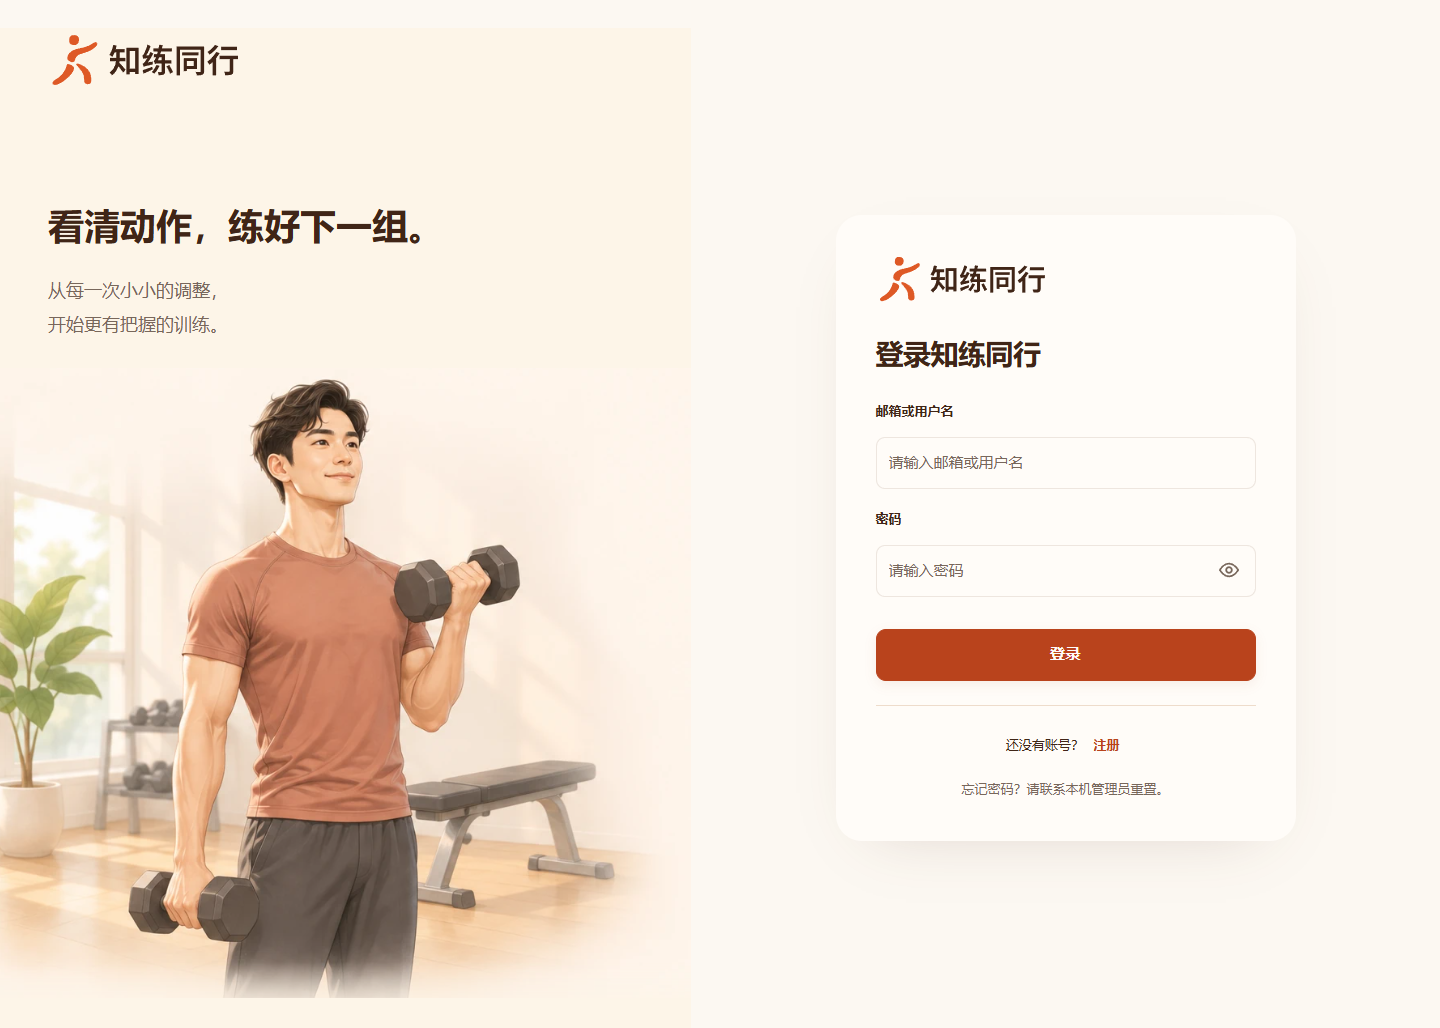 知练同行
看清动作，练好下一组。
从每一次小小的调整，
开始更有把握的训练。
知练同行
登录知练同行
邮箱或用户名
请输入邮箱或用户名
密码
请输入密码
登录
还没有账号？ 注册
忘记密码？请联系本机管理员重置。